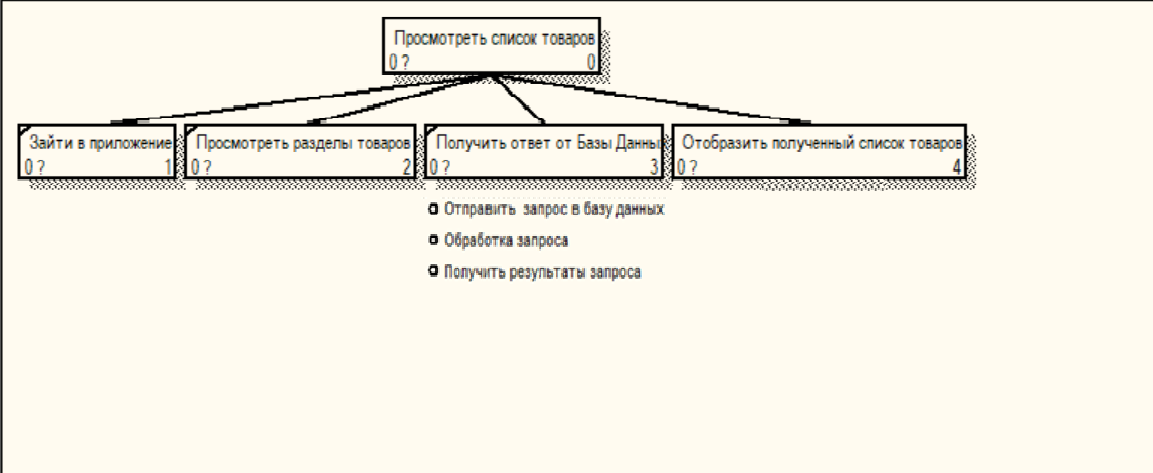 Просмотреть список товаров
0 ? 0
Зайти в приложение
0 ? 1
Просмотреть разделы товаров
0 ? 2
Получить ответ от Базы Данны
0 ? 3
Отобразить полученный список товаров
0 ? 4
Отправить запрос в базу данных
Обработка запроса
Получить результаты запроса